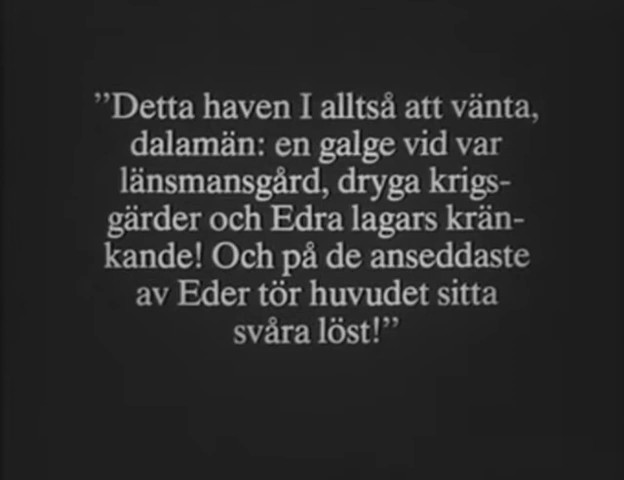 ”Detta haven I alltså att vänta,
dalamän: en galge vid var
länsmansgård, dryga krigs-
gärder och Edra lagars krän-
kande! Och på de anseddaste
av Eder tör huvudet sitta
svåra löst!”